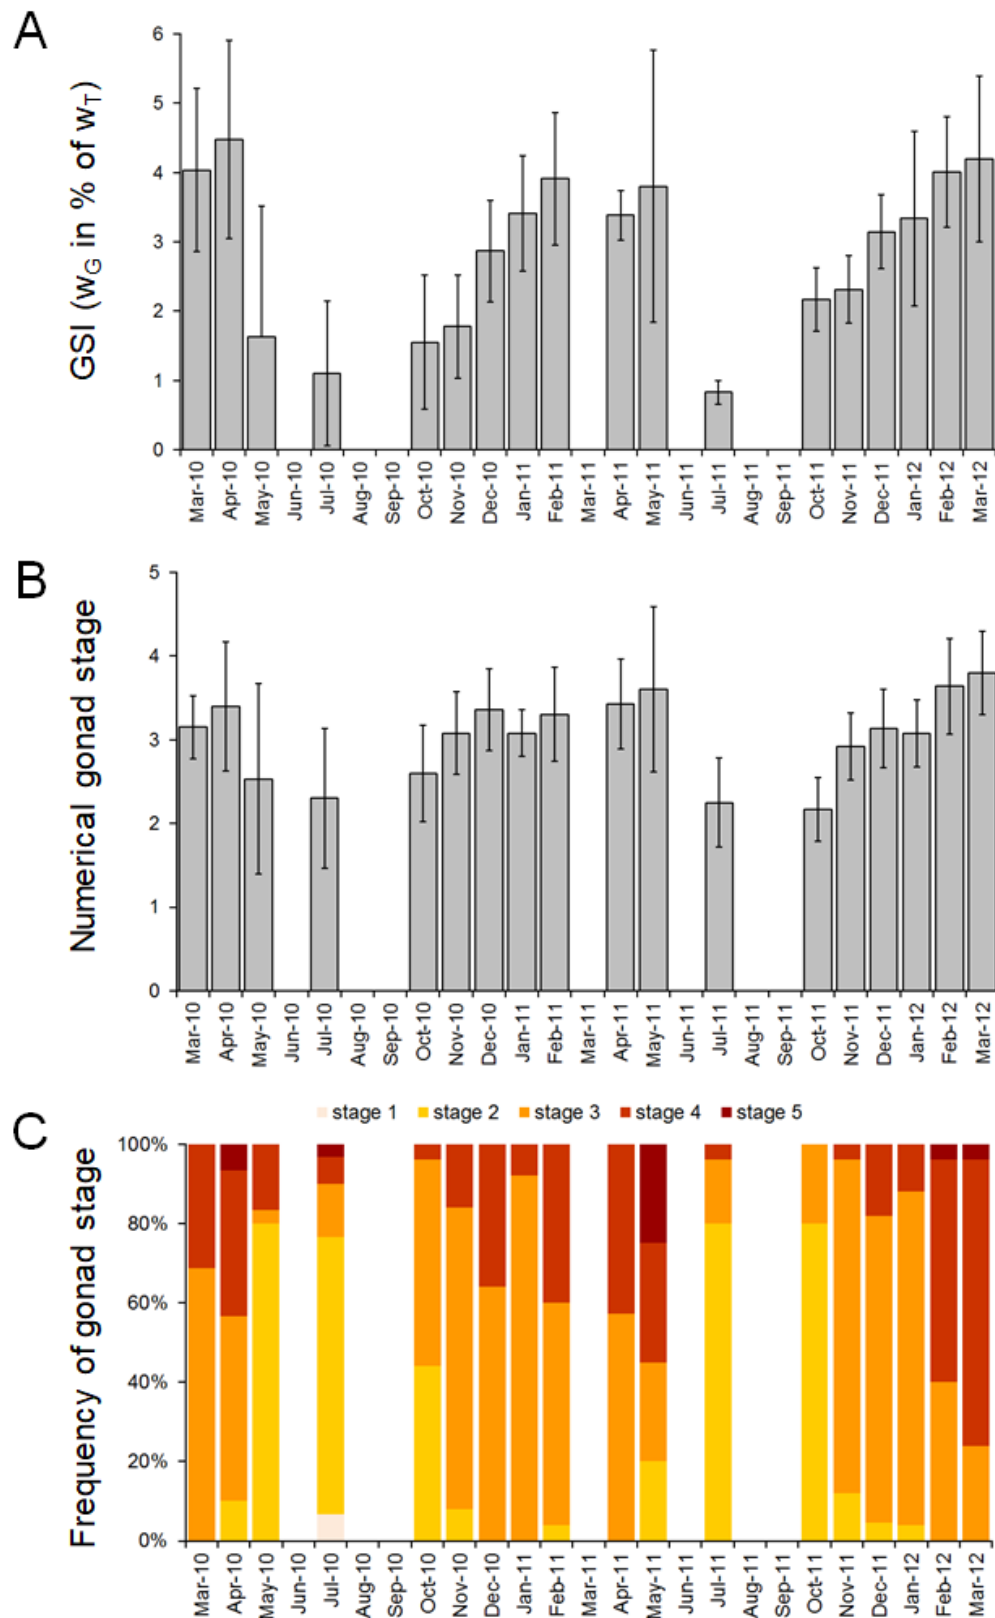 A
GSI (wG in % of wT)
6
5
4
3
2
1
0
Mar-10 Apr-10 May-10 Jun-10 Jul-10 Aug-10 Sep-10 Oct-10 Nov-10 Dec-10 Jan-11 Feb-11 Mar-11 Apr-11 May-11 Jun-11 Jul-11 Aug-11 Sep-11 Oct-11 Nov-11 Dec-11 Jan-12 Feb-12 Mar-12
B
Numerical gonad stage
5
4
3
2
1
0
Mar-10 Apr-10 May-10 Jun-10 Jul-10 Aug-10 Sep-10 Oct-10 Nov-10 Dec-10 Jan-11 Feb-11 Mar-11 Apr-11 May-11 Jun-11 Jul-11 Aug-11 Sep-11 Oct-11 Nov-11 Dec-11 Jan-12 Feb-12 Mar-12
C
stage 1 stage 2 stage 3 stage 4 stage 5
Frequency of gonad stage
100%
80%
60%
40%
20%
0%
Mar-10 Apr-10 May-10 Jun-10 Jul-10 Aug-10 Sep-10 Oct-10 Nov-10 Dec-10 Jan-11 Feb-11 Mar-11 Apr-11 May-11 Jun-11 Jul-11 Aug-11 Sep-11 Oct-11 Nov-11 Dec-11 Jan-12 Feb-12 Mar-12